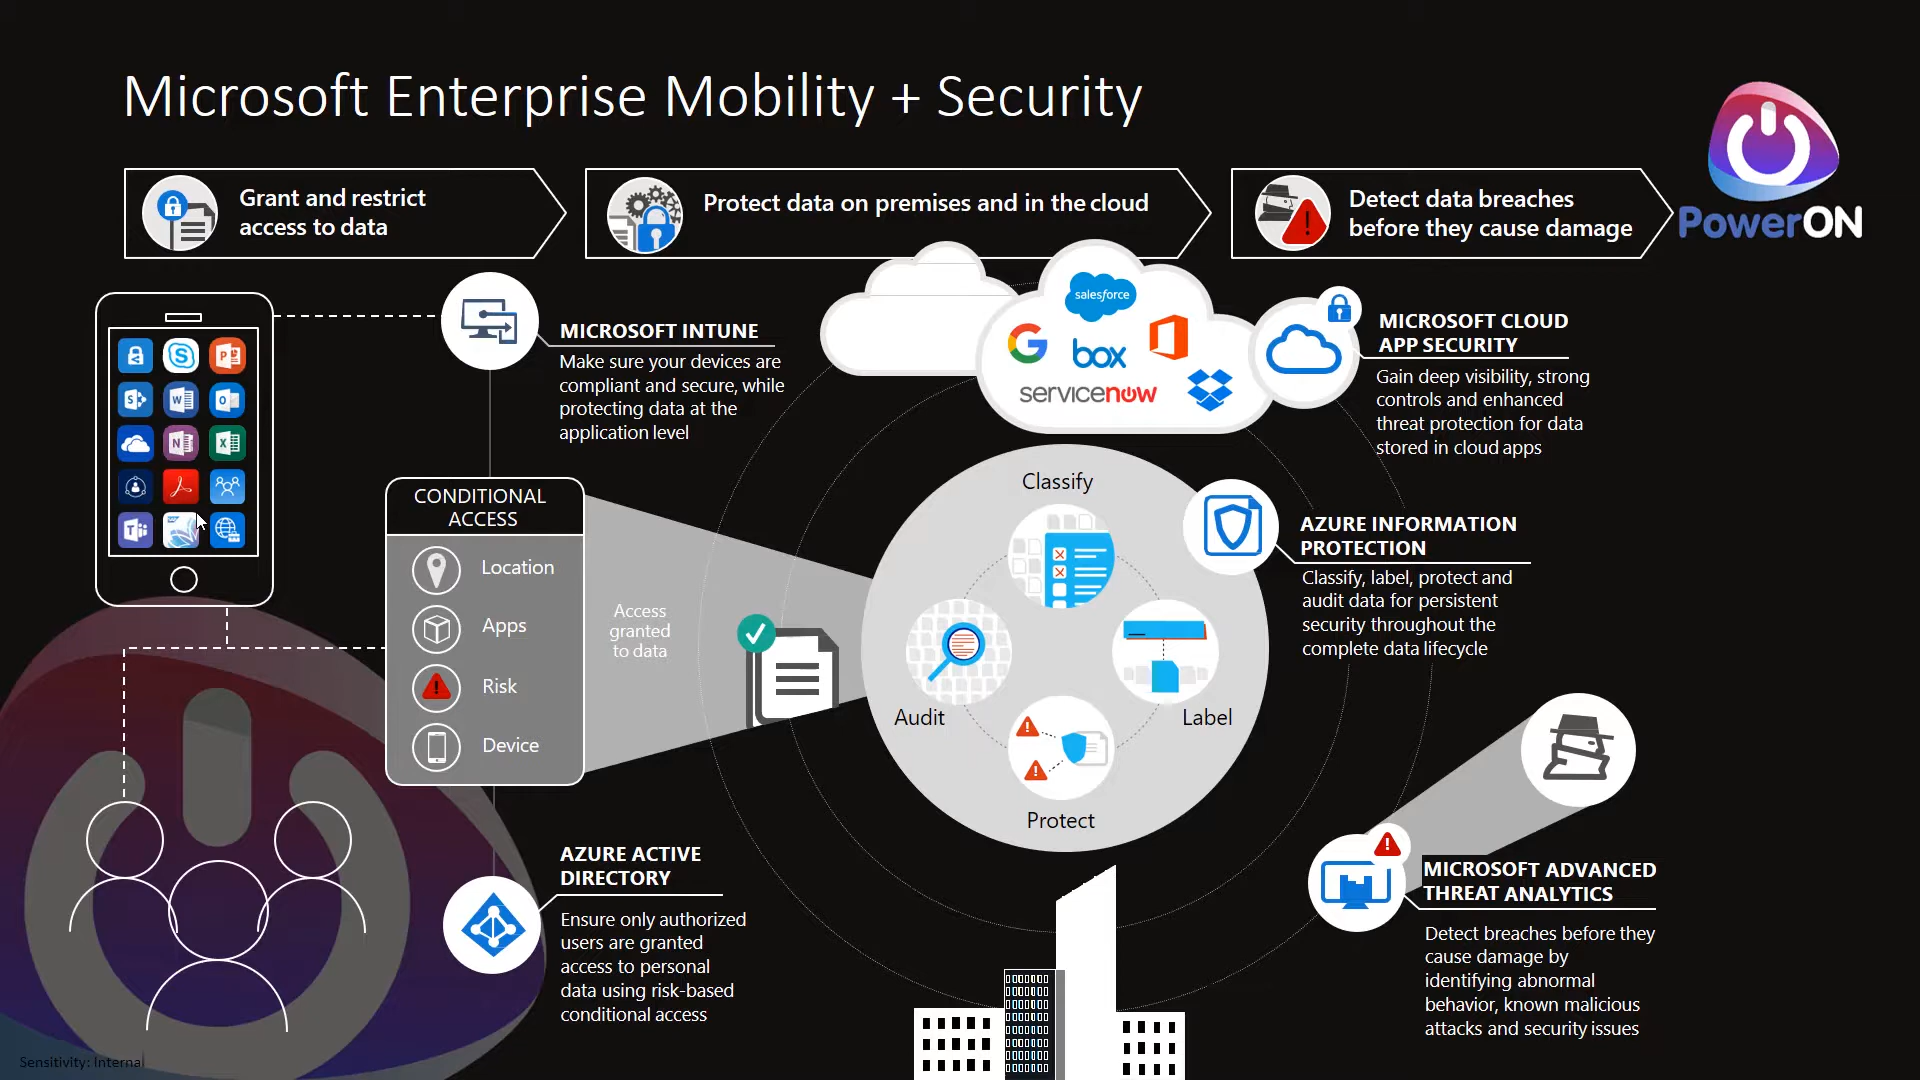 Microsoft Enterprise Mobility + Security
Grant and restrict
access to data
Protect data on premises and in the cloud
Detect data breaches
before they cause damage
PowerON
salesforce
G
box
servicenow
MICROSOFT INTUNE
Make sure your devices are
compliant and secure, while
protecting data at the
application level
MICROSOFT CLOUD
APP SECURITY
Gain deep visibility, strong
controls and enhanced
threat protection for data
stored in cloud apps
CONDITIONAL
ACCESS
Location
Apps
Risk
Device
Access
granted
to data
Classify
Audit
Label
Protect
AZURE INFORMATION
PROTECTION
Classify, label, protect and
audit data for persistent
security throughout the
complete data lifecycle
AZURE ACTIVE
DIRECTORY
Ensure only authorized
users are granted
access to personal
data using risk-based
conditional access
MICROSOFT ADVANCED
THREAT ANALYTICS
Detect breaches before they
cause damage by
identifying abnormal
behavior, known malicious
attacks and security issues
Sensitivity: Internal